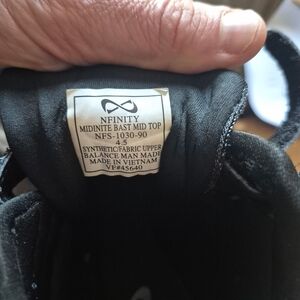 NFINITY
MIDINITE BAST MID TOP
NFS-1030-90
4.5
SYNTHETIC/FABRIC UPPER
BALANCE MAN MADE
MADE IN VIETNAM
VF#45640